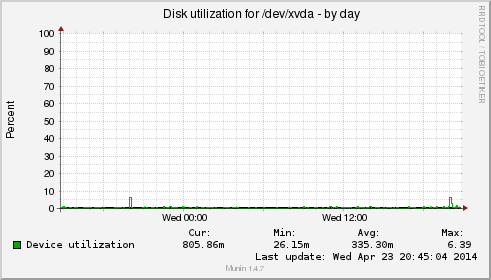 Disk utilization for /dev/xvda - by day
RRDTOOL / TOBI OETIKER
Percent
100
90
80
70
60
50
40
30
20
10
0
Wed 00:00 Wed 12:00
Cur: Min: Avg: Max:
Device utilization 805.86m 26.15m 335.30m 6.39
Last update: Wed Apr 23 20:45:04 2014
Munin 1.4.7